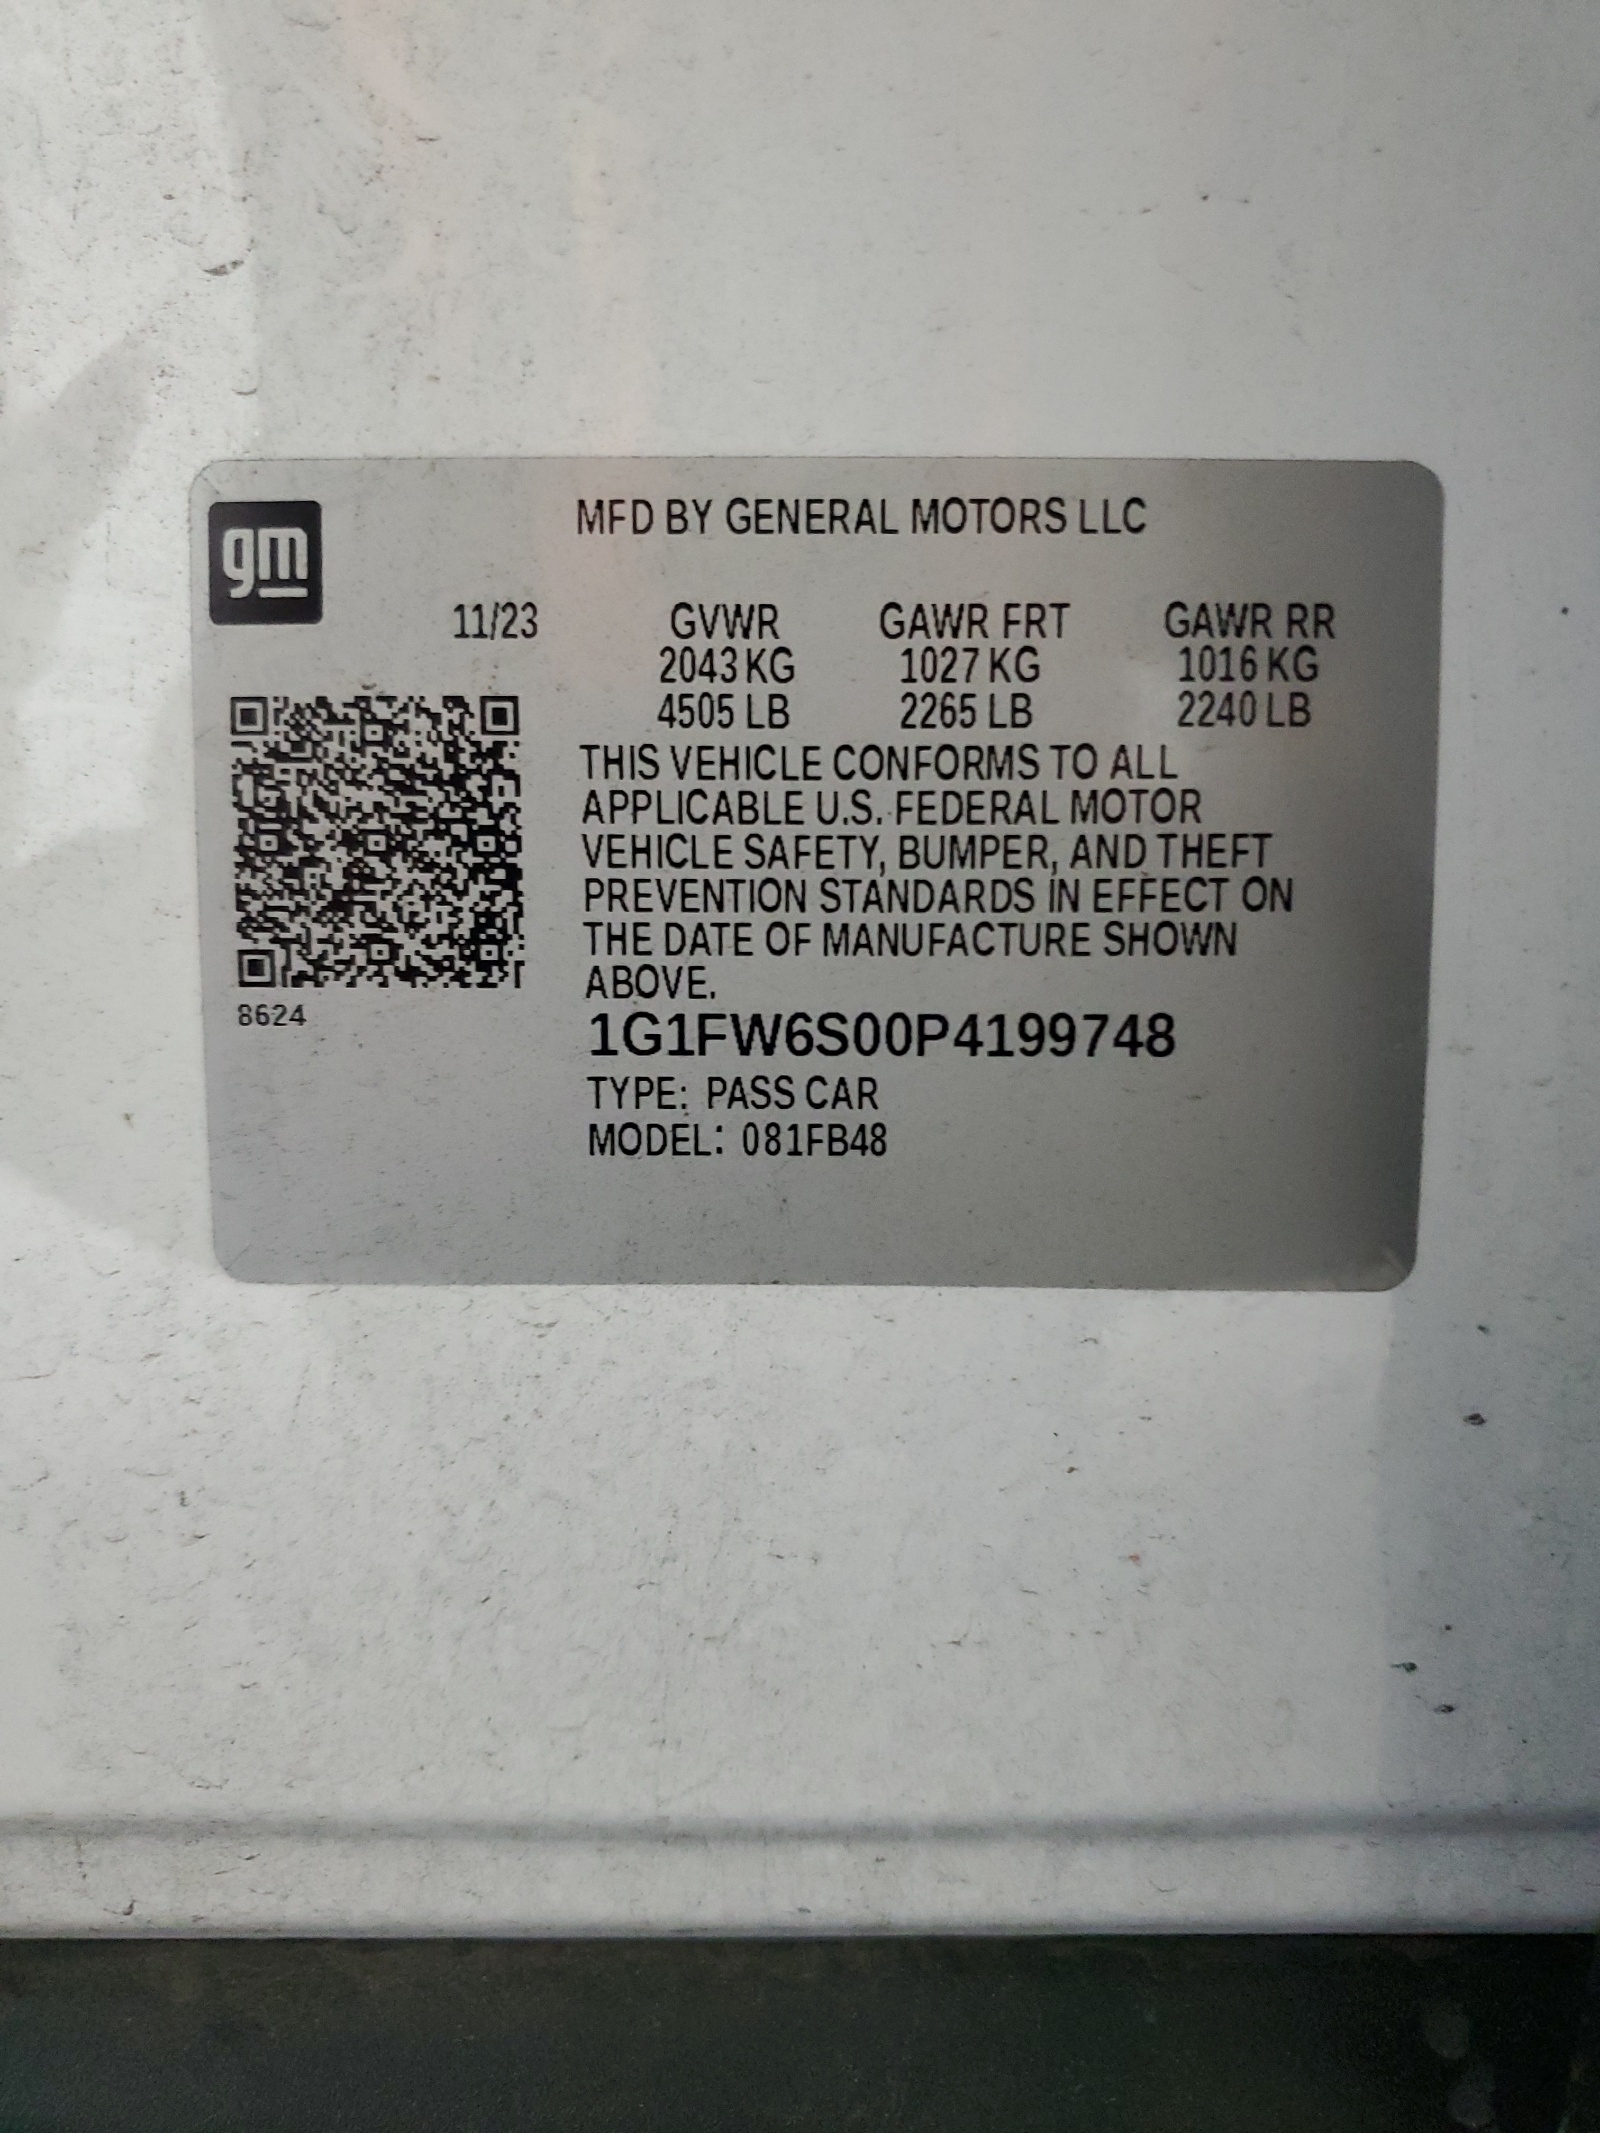 gm
MFD BY GENERAL MOTORS LLC
11/23 GVWR GAWR FRT GAWR RR
2043 KG 1027 KG 1016 KG
4505 LB 2265 LB 2240 LB
THIS VEHICLE CONFORMS TO ALL
APPLICABLE U.S. FEDERAL MOTOR
VEHICLE SAFETY, BUMPER, AND THEFT
PREVENTION STANDARDS IN EFFECT ON
THE DATE OF MANUFACTURE SHOWN
ABOVE.
8624
1G1FW6S00P4199748
TYPE: PASS CAR
MODEL: 081FB48